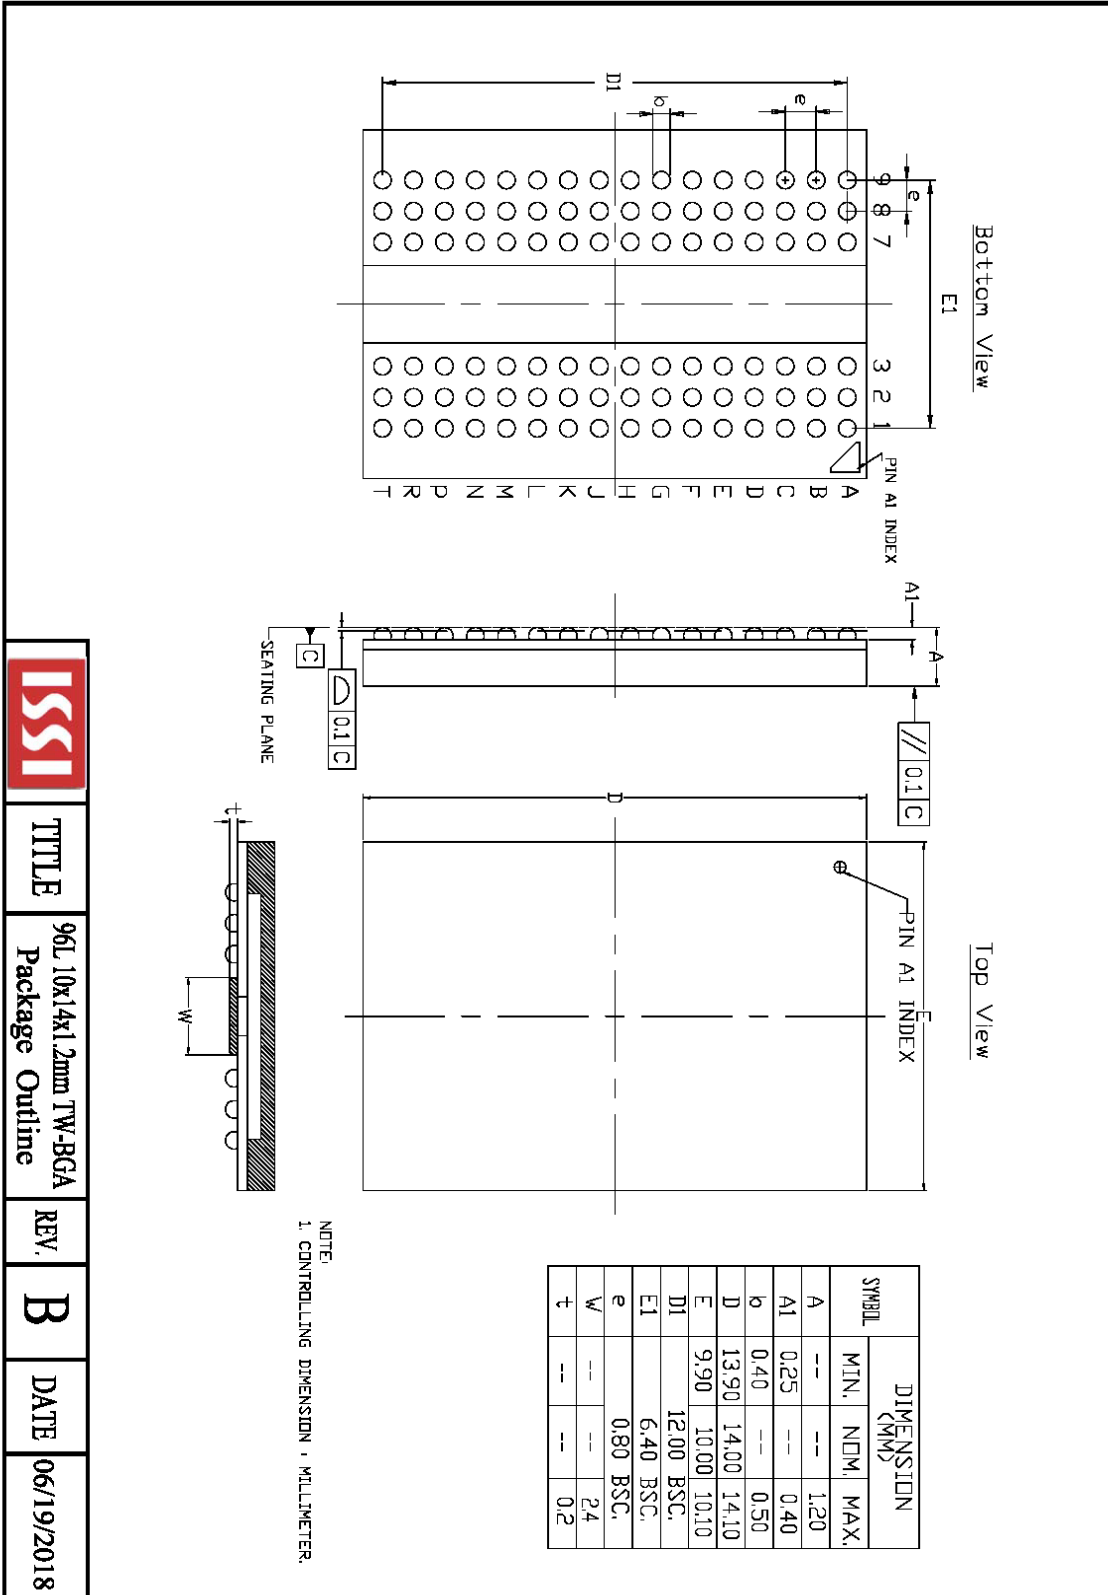 Bottom View
D1
b
e
e
E1
9
8
7
3
2
1
PIN A1 INDEX
T R P N M L K J H G F E D C B A
A1
A
SEATING PLANE
C
0.1 C
// 0.1 C
Top View
D
E
PIN A1 INDEX
t
W
SYMBOL DIMENSION (MM)
MIN. NOM. MAX.
A -- -- 1.20
A1 0.25 -- 0.40
b 0.40 -- 0.50
D 13.90 14.00 14.10
E 9.90 10.00 10.10
D1 12.00 BSC.
E1 6.40 BSC.
e 0.80 BSC.
W -- -- 2.4
t -- -- 0.2
NOTE:
1. CONTROLLING DIMENSION : MILLIMETER.
ISSI
TITLE
96L 10x14x1.2mm TW-BGA
Package Outline
REV.
B
DATE
06/19/2018